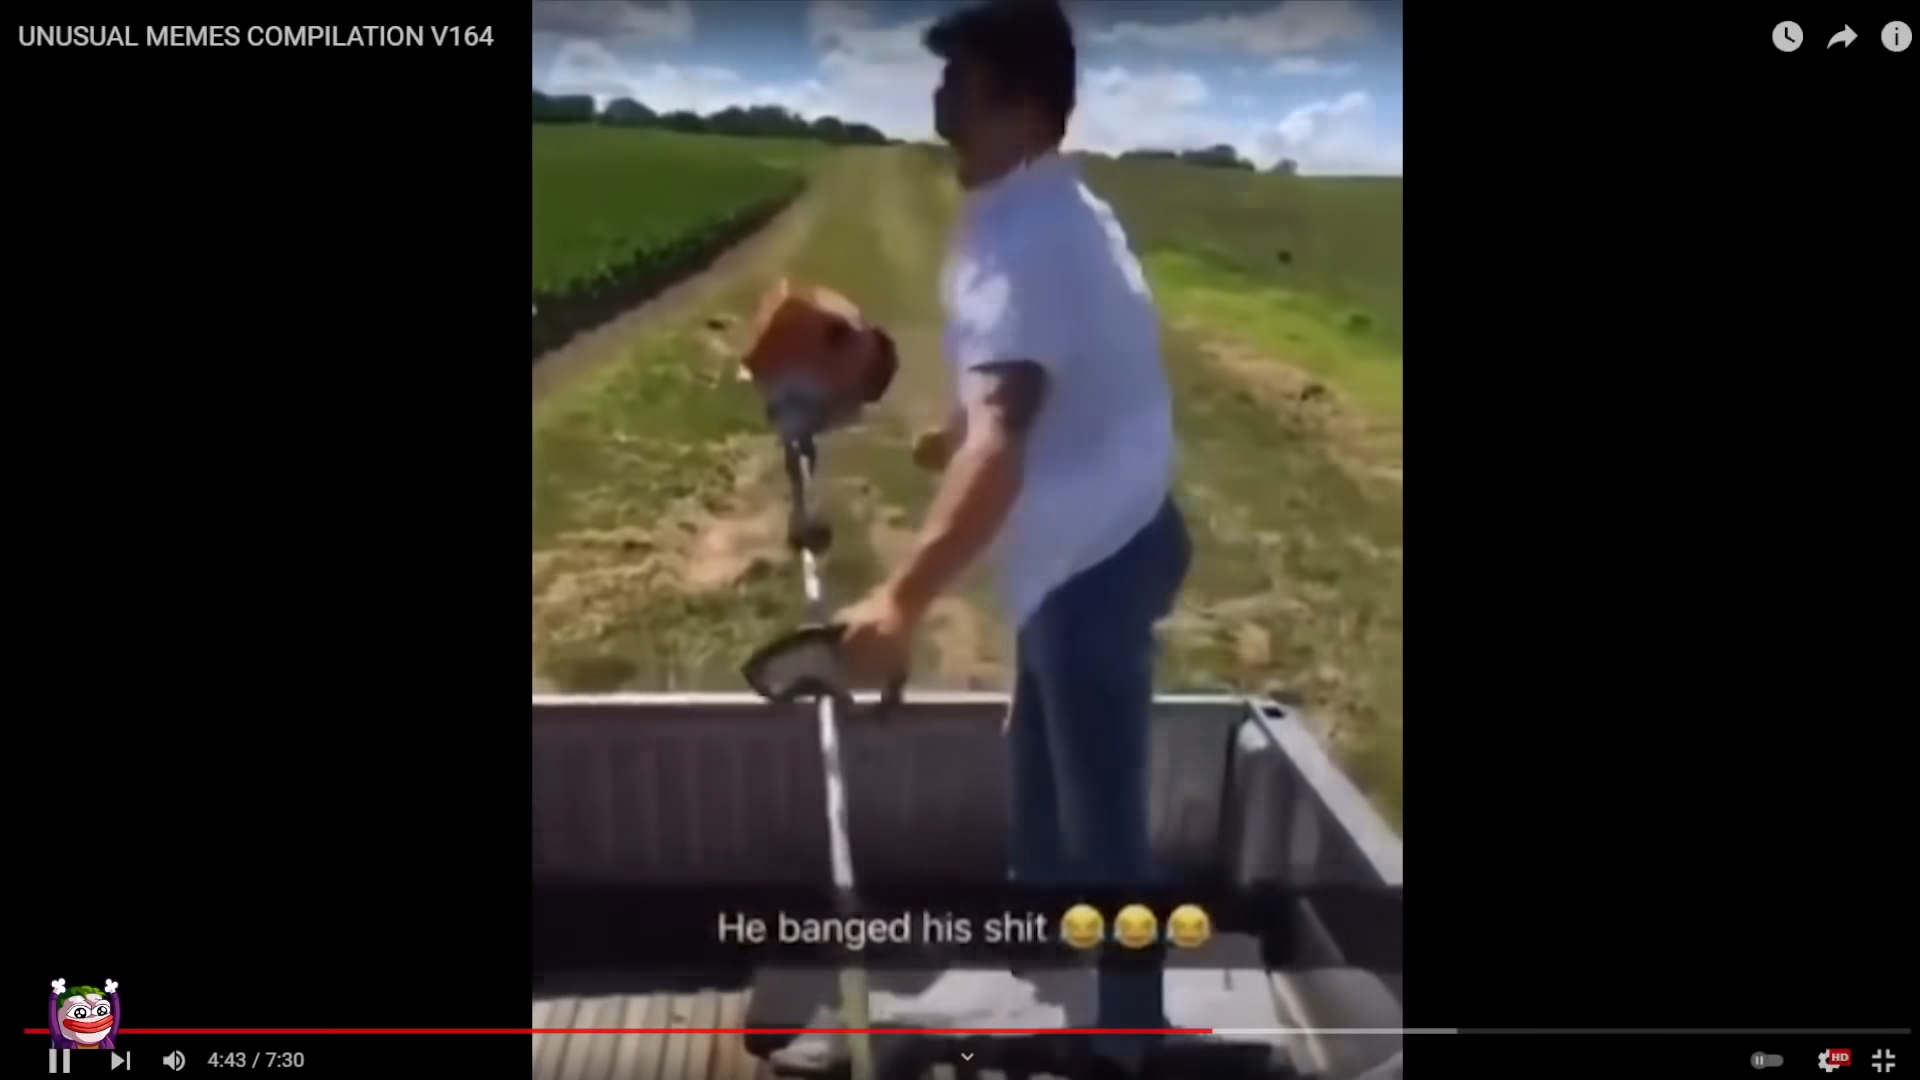 UNUSUAL MEMES COMPILATION V164
He banged his shit 😂😂😂
4:43 / 7:30
HD